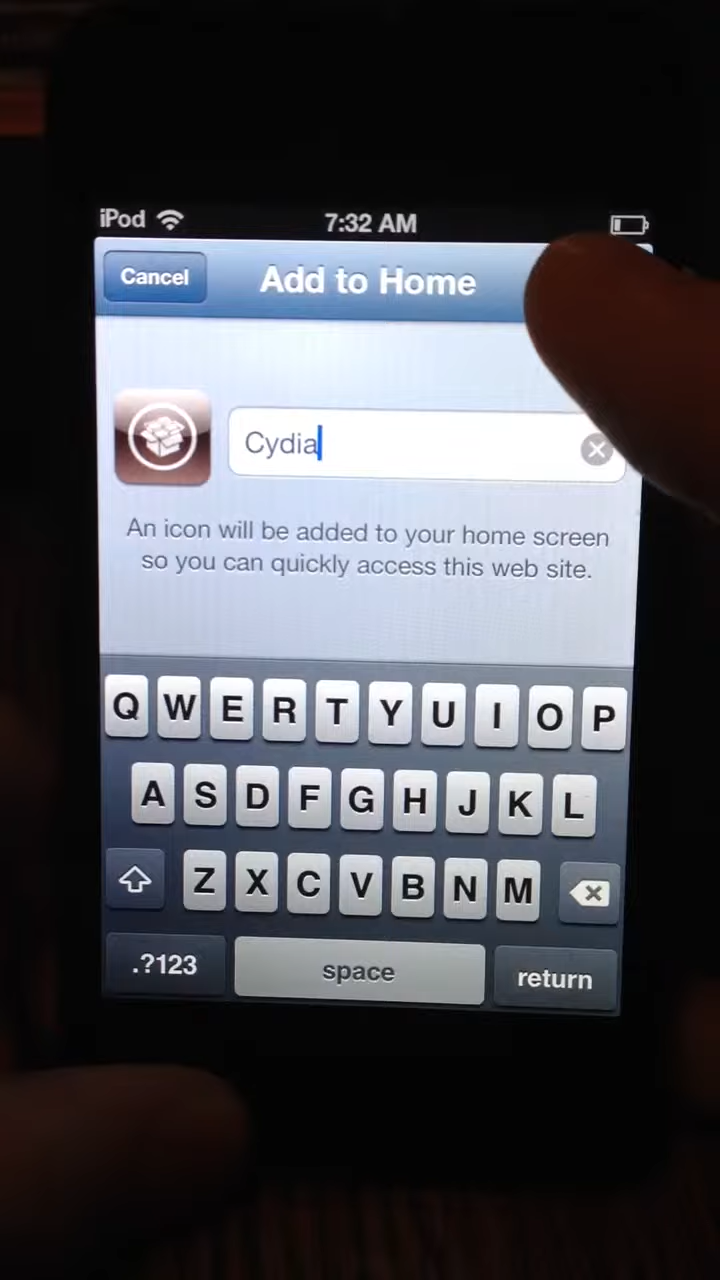 iPod 7:32 AM
Cancel Add to Home
Cydia
An icon will be added to your home screen
so you can quickly access this web site.
Q W E R T Y U I O P
A S D F G H J K L
Z X C V B N M
.?123 space return